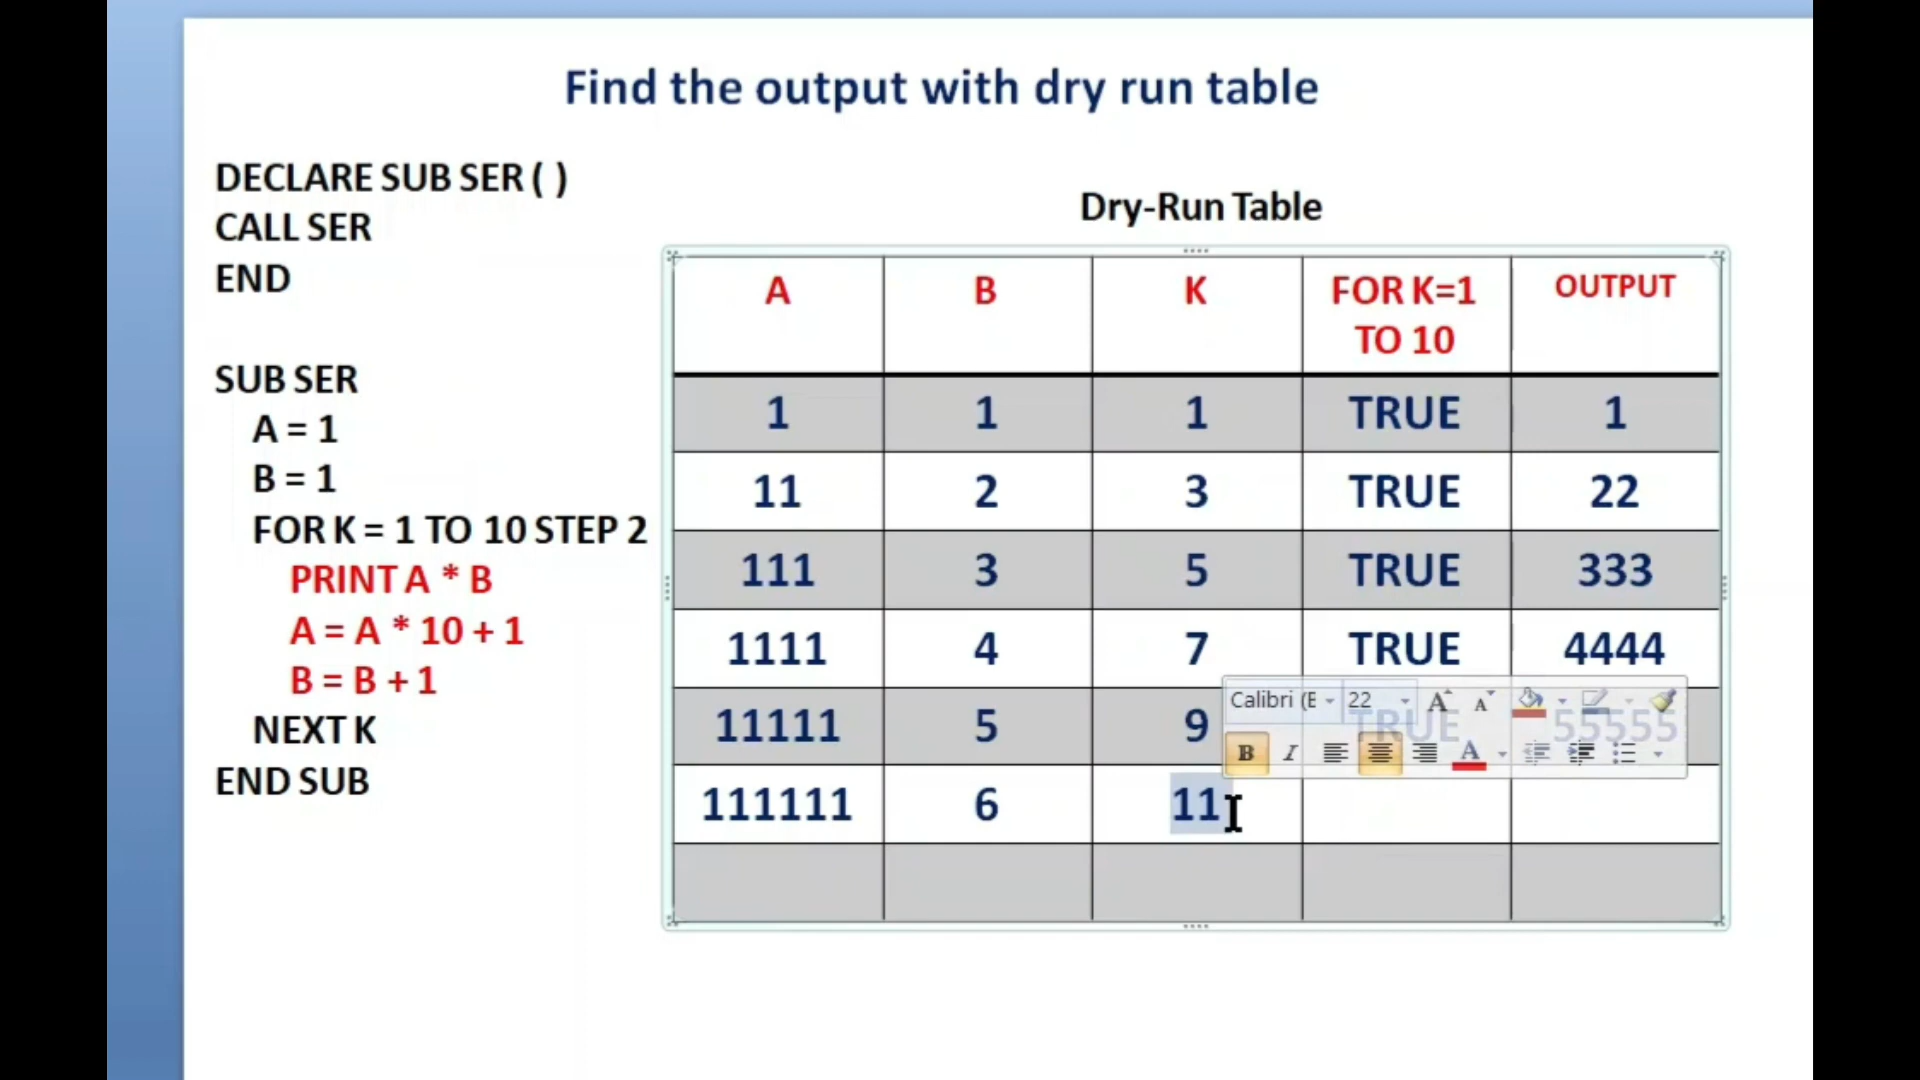 Find the output with dry run table
DECLARE SUB SER ( )
CALL SER
END
SUB SER
A = 1
B = 1
FOR K = 1 TO 10 STEP 2
PRINT A * B
A = A * 10 + 1
B = B + 1
NEXT K
END SUB
Dry-Run Table
A B K FOR K=1 TO 10 OUTPUT
1 1 1 TRUE 1
11 2 3 TRUE 22
111 3 5 TRUE 333
1111 4 7 TRUE 4444
11111 5 9 TRUE 55555
111111 6 11
Calibri (E 22 A A
B I A